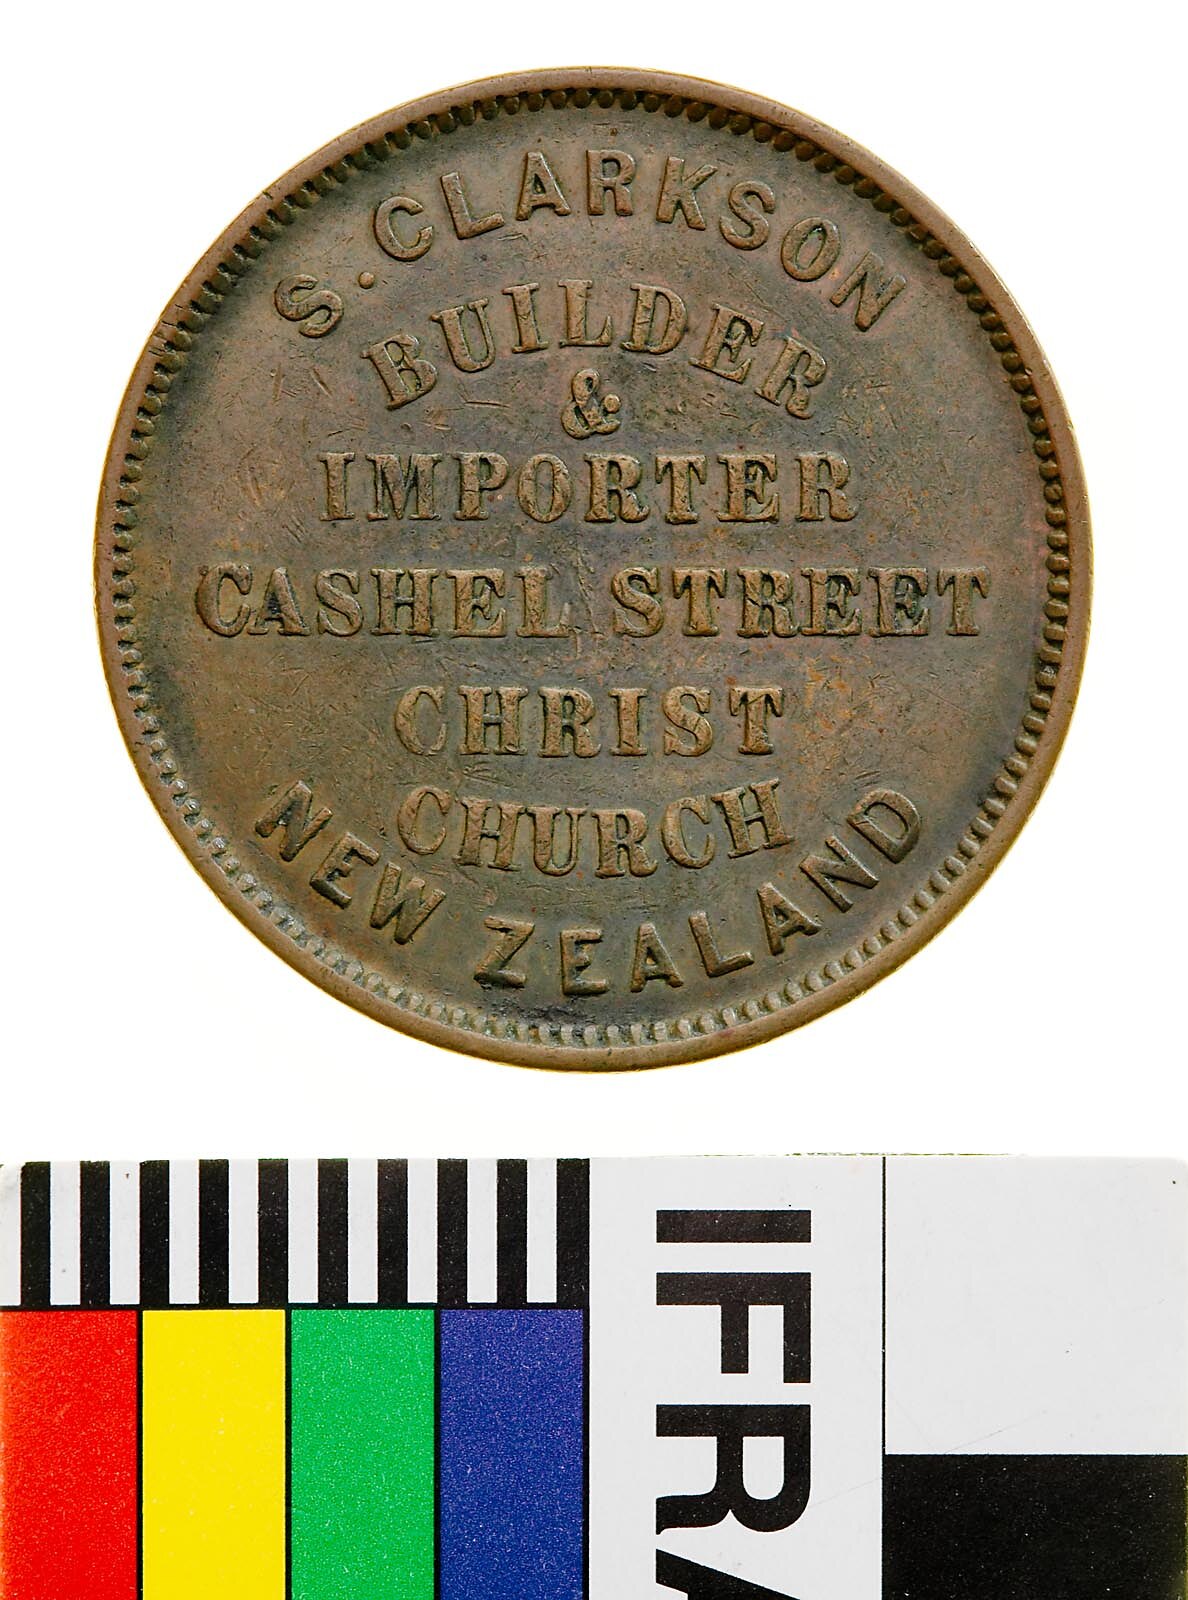 S. CLARKSON
BUILDER
&
IMPORTER
CASHEL STREET
CHRIST
CHURCH
NEW ZEALAND
IFRA